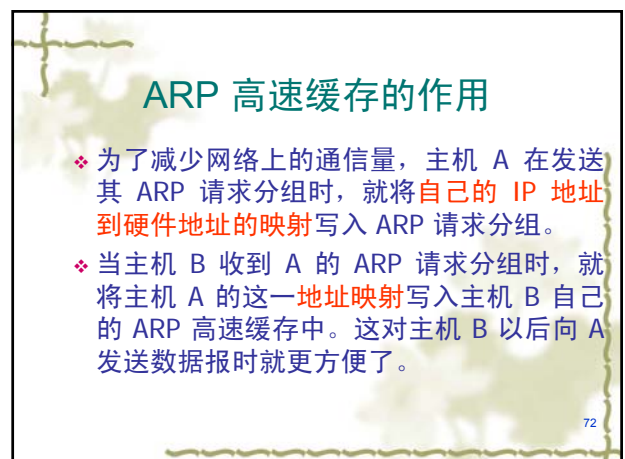 ARP 高速缓存的作用
为了减少网络上的通信量，主机 A 在发送
其 ARP 请求分组时，就将自己的 IP 地址
到硬件地址的映射写入 ARP 请求分组。
当主机 B 收到 A 的 ARP 请求分组时，就
将主机 A 的这一地址映射写入主机 B 自己
的 ARP 高速缓存中。这对主机 B 以后向 A
发送数据报时就更方便了。
72